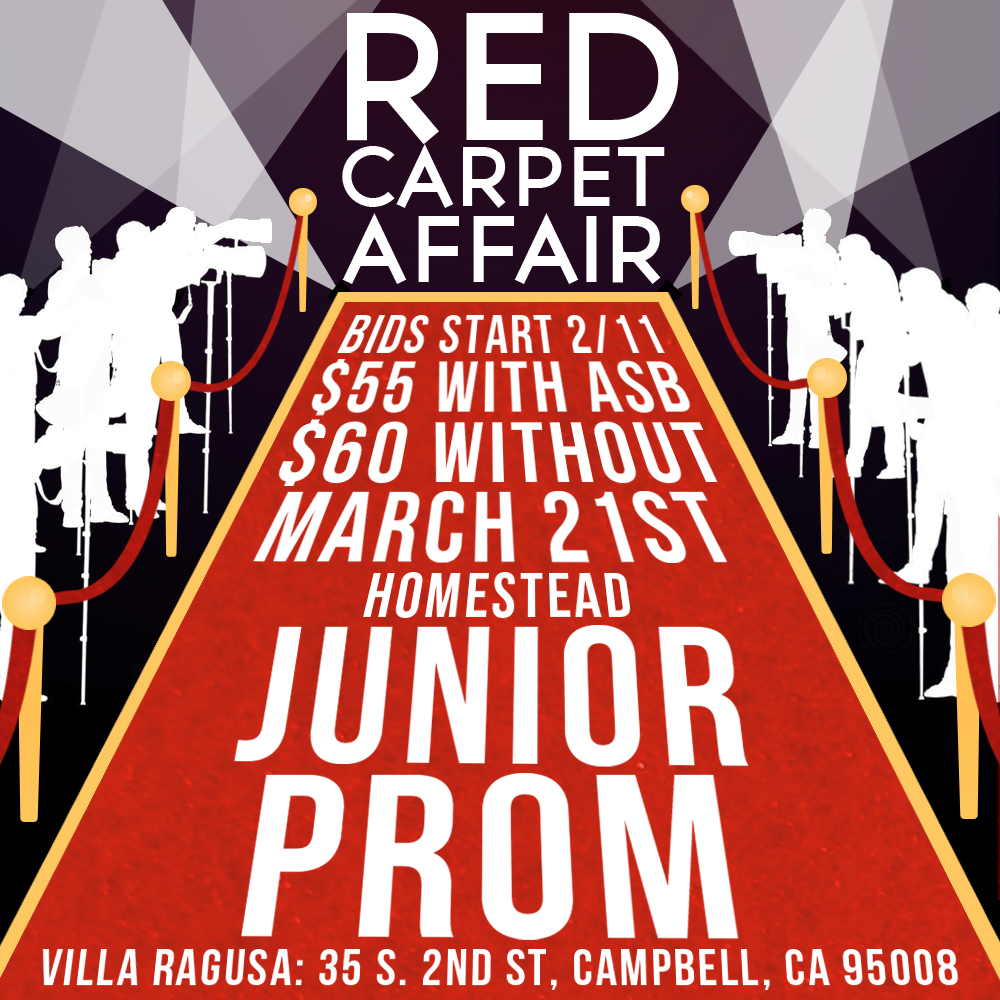 RED
CARPET
AFFAIR
BIDS START 2/11
$55 WITH ASB
$60 WITHOUT
MARCH 21ST
HOMESTEAD
JUNIOR
PROM
VILLA RAGUSA: 35 S. 2ND ST, CAMPBELL, CA 95008